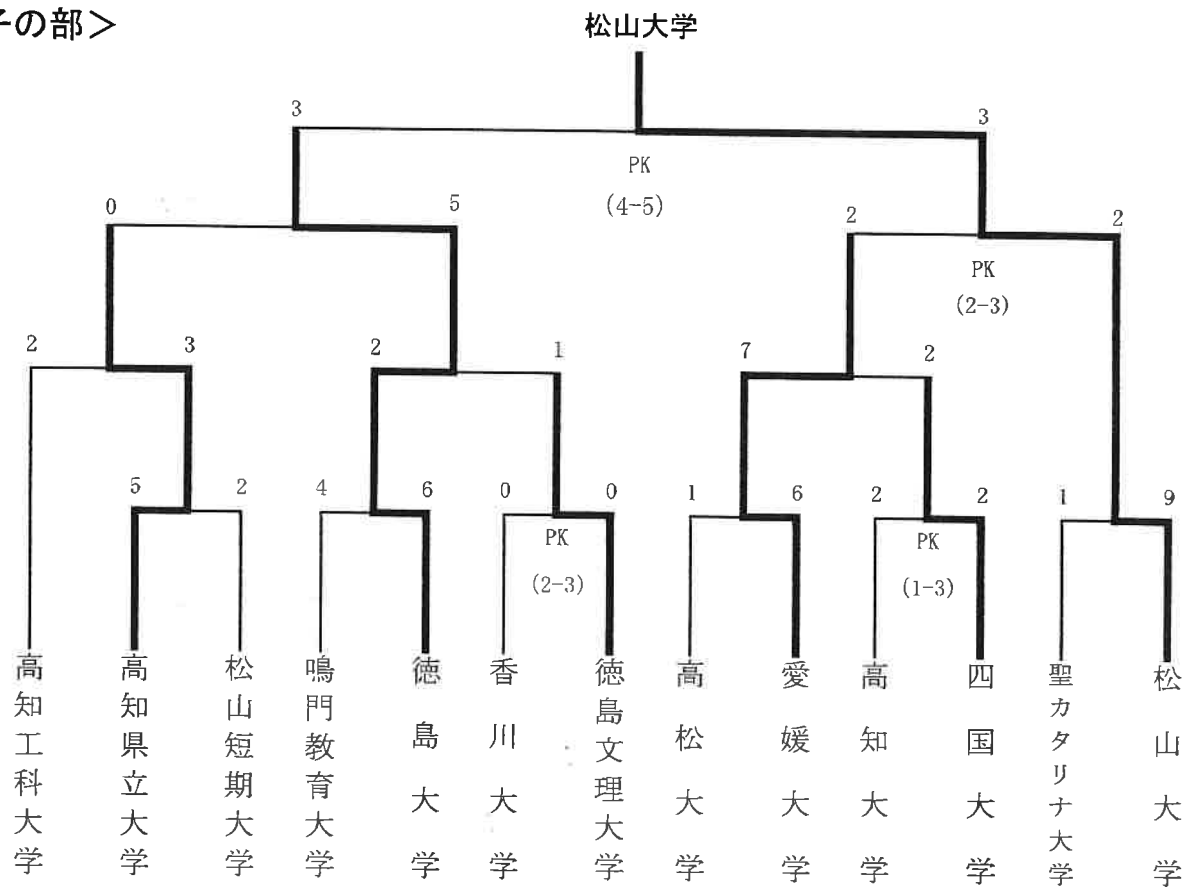 子の部＞
松山大学
3 3
PK
(4-5)
0 5 2 2
PK
(2-3)
2 3 2 1 7 2
5 2 4 6 0 0 1 6 2 2 1 9
PK PK
(2-3) (1-3)
高知工科大学
高知県立大学
松山短期大学
鳴門教育大学
徳島大学
香川大学
徳島文理大学
高松大学
愛媛大学
高知大学
四国大学
聖カタリナ大学
松山大学